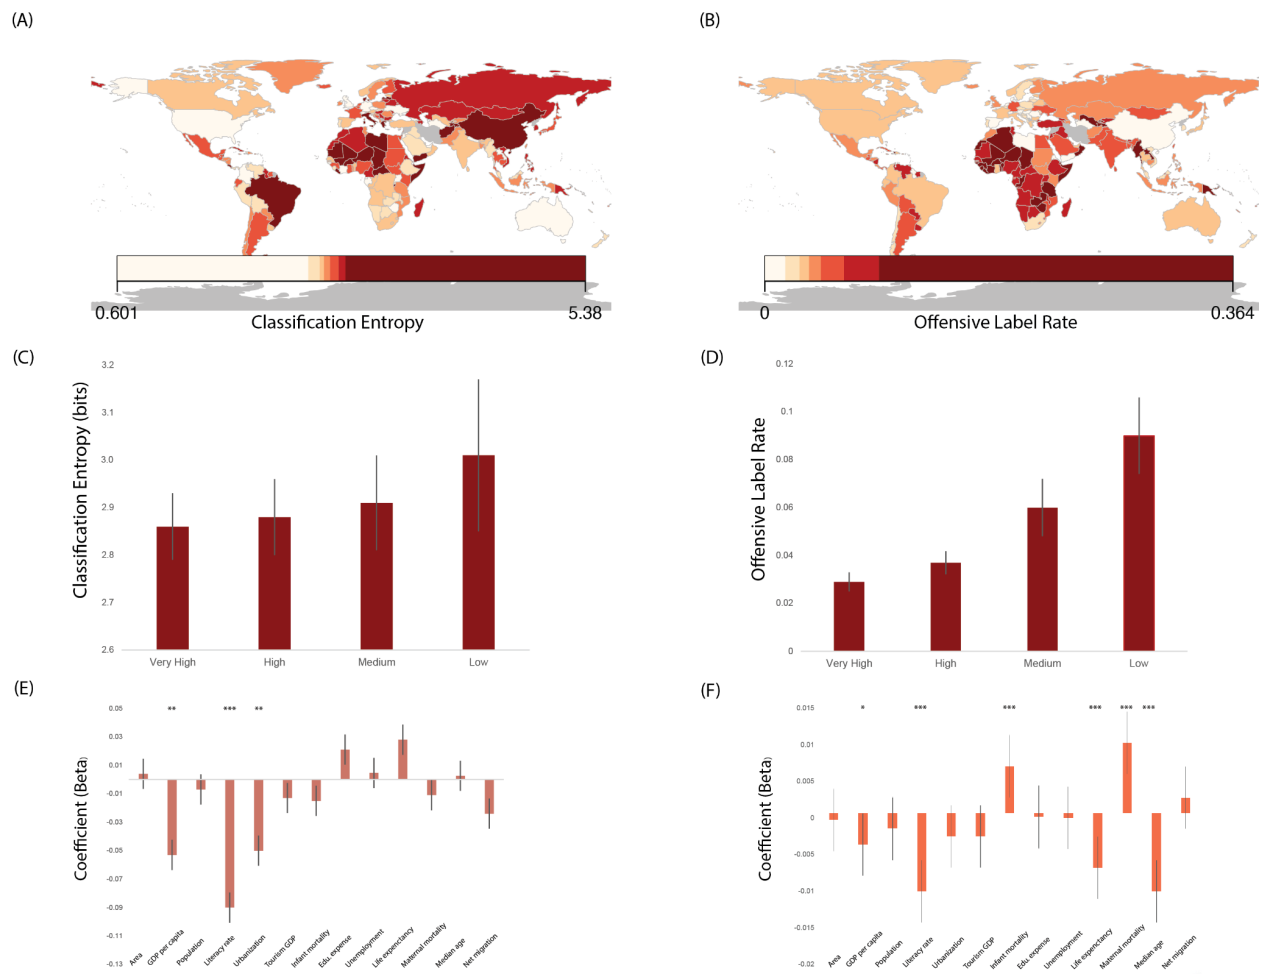 (A)
(B)
0.601
5.38
Classification Entropy
0
0.364
Offensive Label Rate
(C)
Classification Entropy (bits)
3.2
3.1
3.0
2.9
2.8
2.7
2.6
Very High
High
Medium
Low
(D)
Offensive Label Rate
0.12
0.1
0.08
0.06
0.04
0.02
0
Very High
High
Medium
Low
(E)
Coefficient (Beta)
0.05
0.03
0.01
-0.01
-0.03
-0.05
-0.07
-0.09
-0.11
-0.13
**
***
**
Area
GDP per capita
Population
Literacy rate
Urbanization
Tourism GDP
Infant mortality
Edu. expense
Unemployment
Life expenctancy
Maternal mortality
Median age
Net migration
(F)
Coefficient (Beta)
0.015
0.01
0.005
0
-0.005
-0.01
-0.015
-0.02
*
***
***
***
***
***
Area
GDP per capita
Population
Literacy rate
Urbanization
Tourism GDP
Infant mortality
Edu. expense
Unemployment
Life expenctancy
Maternal mortality
Median age
Net migration